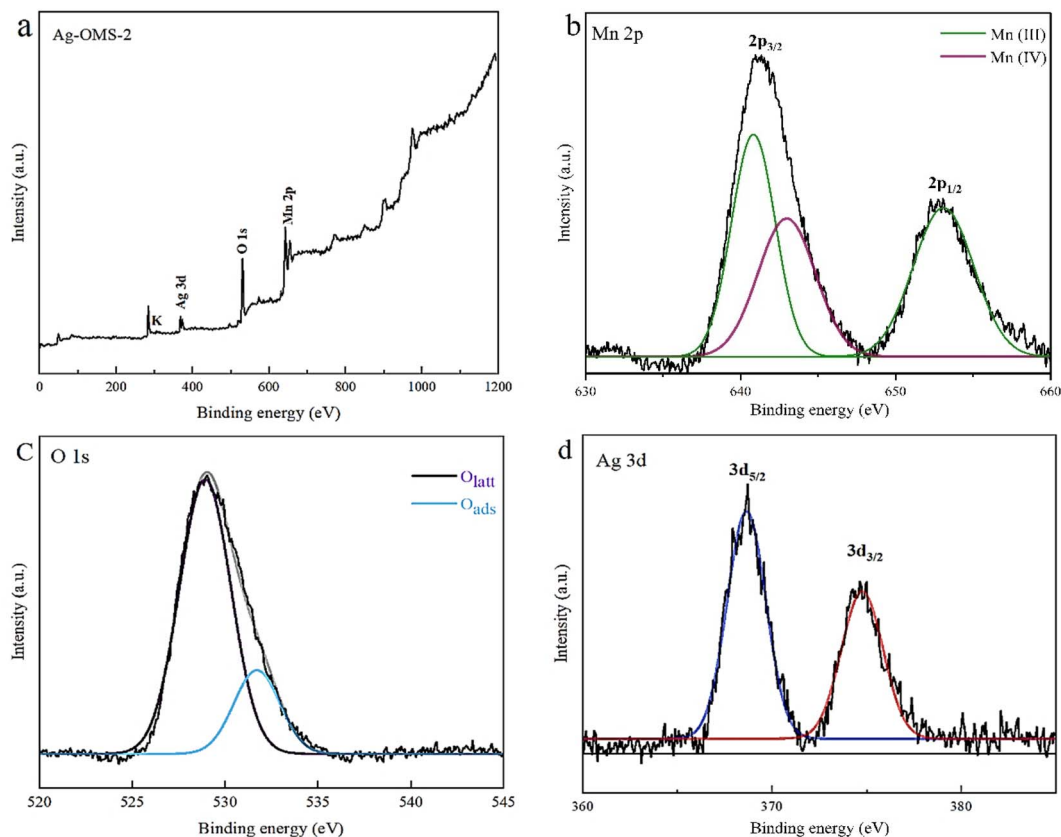 a
Ag-OMS-2
Intensity (a.u.)
K
Ag 3d
O 1s
Mn 2p
0 200 400 600 800 1000 1200
Binding energy (eV)
b
Mn 2p
2p3/2
2p1/2
Mn (III)
Mn (IV)
Intensity (a.u.)
630 640 650 660
Binding energy (eV)
C
O 1s
Olatt
Oads
Intensity (a.u.)
520 525 530 535 540 545
Binding energy (eV)
d
Ag 3d
3d5/2
3d3/2
Intensity (a.u.)
360 370 380
Binding energy (eV)